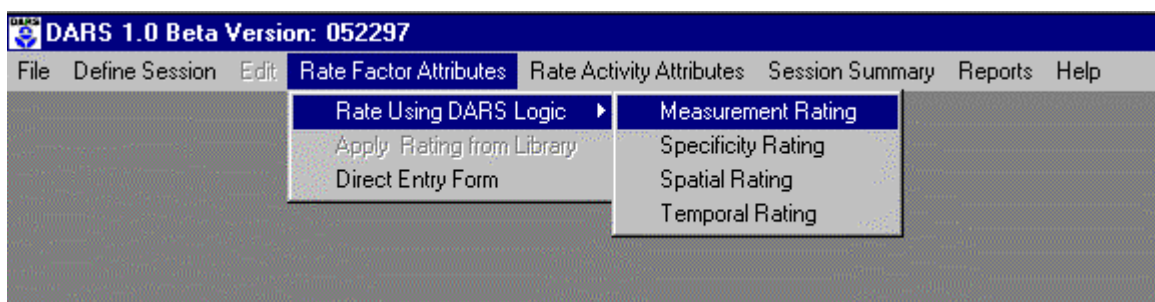 DARS 1.0 Beta Version: 052297
File Define Session Edit Rate Factor Attributes Rate Activity Attributes Session Summary Reports Help
Rate Using DARS Logic Measurement Rating
Apply Rating from Library Specificity Rating
Direct Entry Form Spatial Rating
Temporal Rating